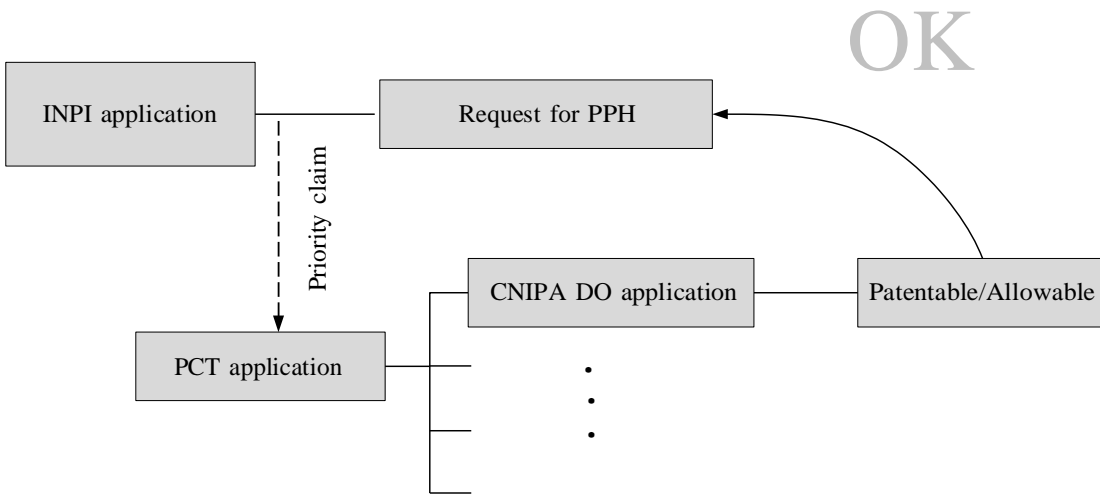 OK
INPI application
Request for PPH
Priority claim
CNIPA DO application
Patentable/Allowable
PCT application